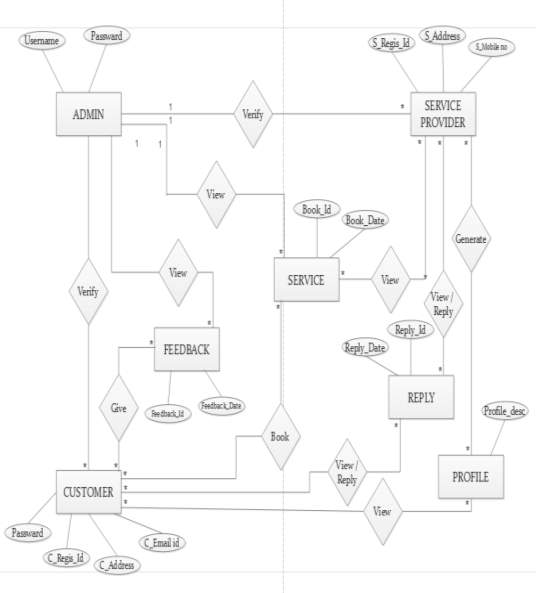 Username
Password
S_Regis_Id
S_Address
S_Mobile no
ADMIN
1
1
Verify
*
SERVICE
PROVIDER
1
1
*
*
*
View
Book_Id
Book_Date
Generate
*
View
SERVICE
*
View
*
View /
Reply
Verify
*
*
Reply_Id
*
FEEDBACK
Reply_Date
*
Give
Feedback_Id
Feedback_Date
REPLY
Profile_desc
*
Book
*
*
*
*
View /
Reply
PROFILE
CUSTOMER
*
*
*
View
Password
C_Email id
C_Regis_Id
C_Address